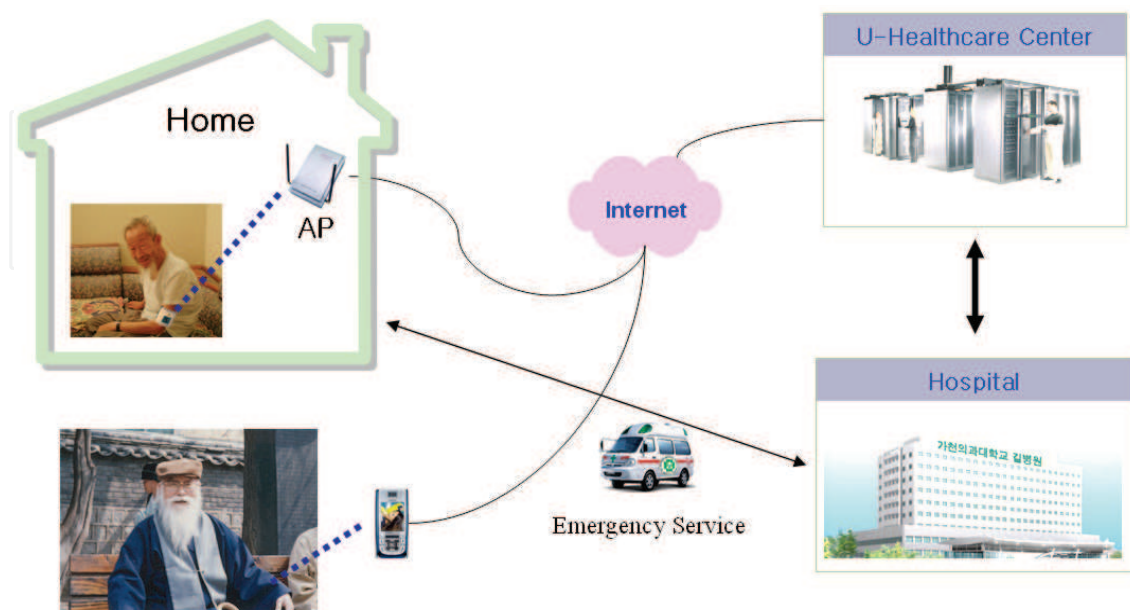 U-Healthcare Center
Home
AP
Internet
Hospital
가천의과대학교 길병원
Emergency Service